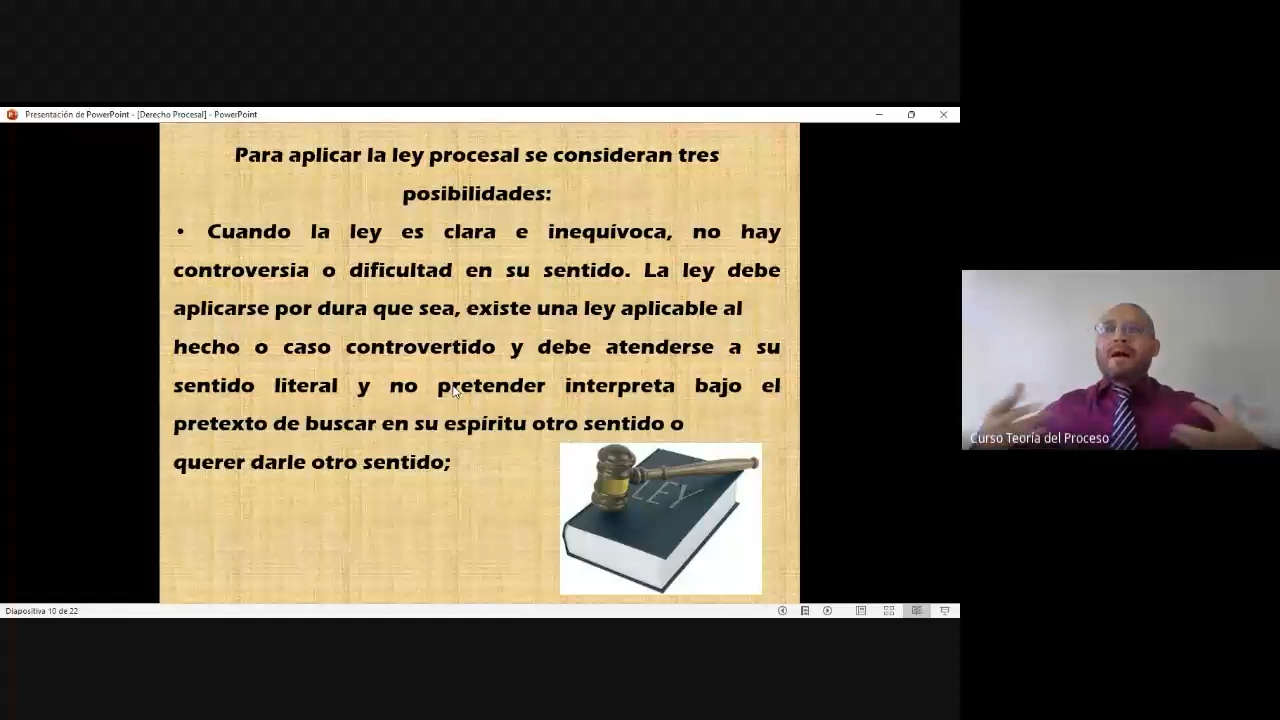 Presentación de PowerPoint - [Derecho Procesal] - PowerPoint
Para aplicar la ley procesal se consideran tres
posibilidades:
• Cuando la ley es clara e inequívoca, no hay
controversia o dificultad en su sentido. La ley debe
aplicarse por dura que sea, existe una ley aplicable al
hecho o caso controvertido y debe atenderse a su
sentido literal y no pretender interpreta bajo el
pretexto de buscar en su espíritu otro sentido o
querer darle otro sentido;
LEY
Curso Teoría del Proceso
Diapositiva 10 de 22